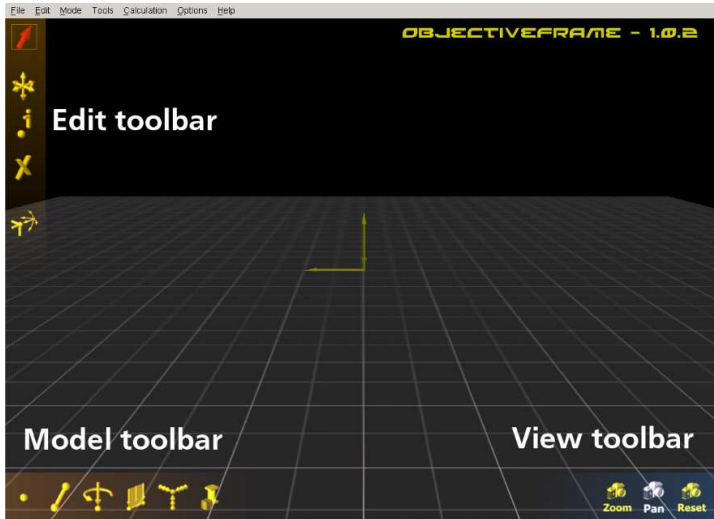 File Edit Mode Tools Calculation Options Help
OBJECTIVEFRAME - 1.0.2
Edit toolbar
Model toolbar
View toolbar
Zoom Pan Reset